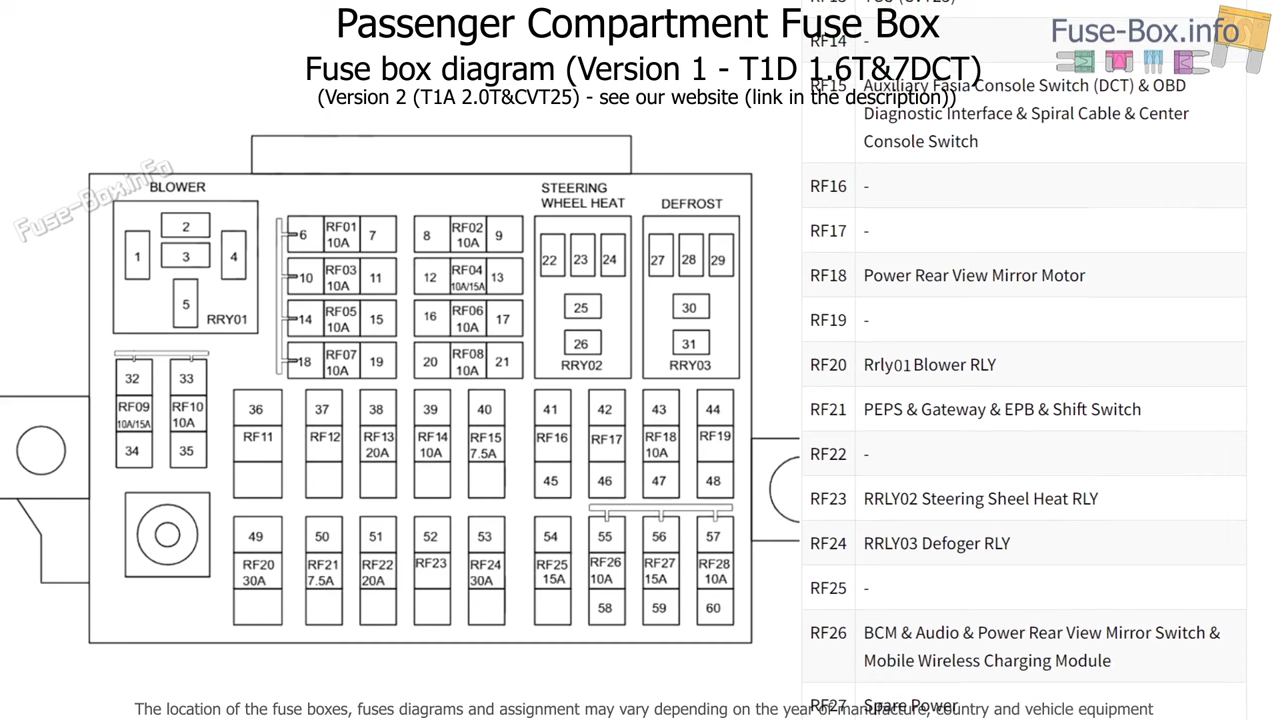 Passenger Compartment Fuse Box
Fuse box diagram (Version 1 - T1D 1.6T&7DCT)
(Version 2 (T1A 2.0T&CVT25) - see our website (link in the description))
Fuse-Box.info
Fuse-Box.info
BLOWER
STEERING
WHEEL HEAT
DEFROST
1
2
3
4
5
RRY01
6 RF01 10A 7
8 RF02 10A 9
10 RF03 10A 11
12 RF04 10A/15A 13
14 RF05 10A 15
16 RF06 10A 17
18 RF07 10A 19
20 RF08 10A 21
22 23 24
25
26
RRY02
27 28 29
30
31
RRY03
32 33
RF09 10A/15A
RF10 10A
34 35
36 37 38 39 40 41 42 43 44
RF11
RF12
RF13 20A
RF14 10A
RF15 7.5A
RF16
RF17
RF18 10A
RF19
45 46 47 48
49 50 51 52 53 54 55 56 57
RF20 30A
RF21 7.5A
RF22 20A
RF23
RF24 30A
RF25 15A
RF26 10A
RF27 15A
RF28 10A
58 59 60
RF14 -
RF15 Auxiliary Fasia Console Switch (DCT) & OBD
Diagnostic Interface & Spiral Cable & Center
Console Switch
RF16 -
RF17 -
RF18 Power Rear View Mirror Motor
RF19 -
RF20 Rrly01 Blower RLY
RF21 PEPS & Gateway & EPB & Shift Switch
RF22 -
RF23 RRLY02 Steering Sheel Heat RLY
RF24 RRLY03 Defoger RLY
RF25 -
RF26 BCM & Audio & Power Rear View Mirror Switch &
Mobile Wireless Charging Module
RF27 Spare Power
The location of the fuse boxes, fuses diagrams and assignment may vary depending on the year of manufacture, country and vehicle equipment